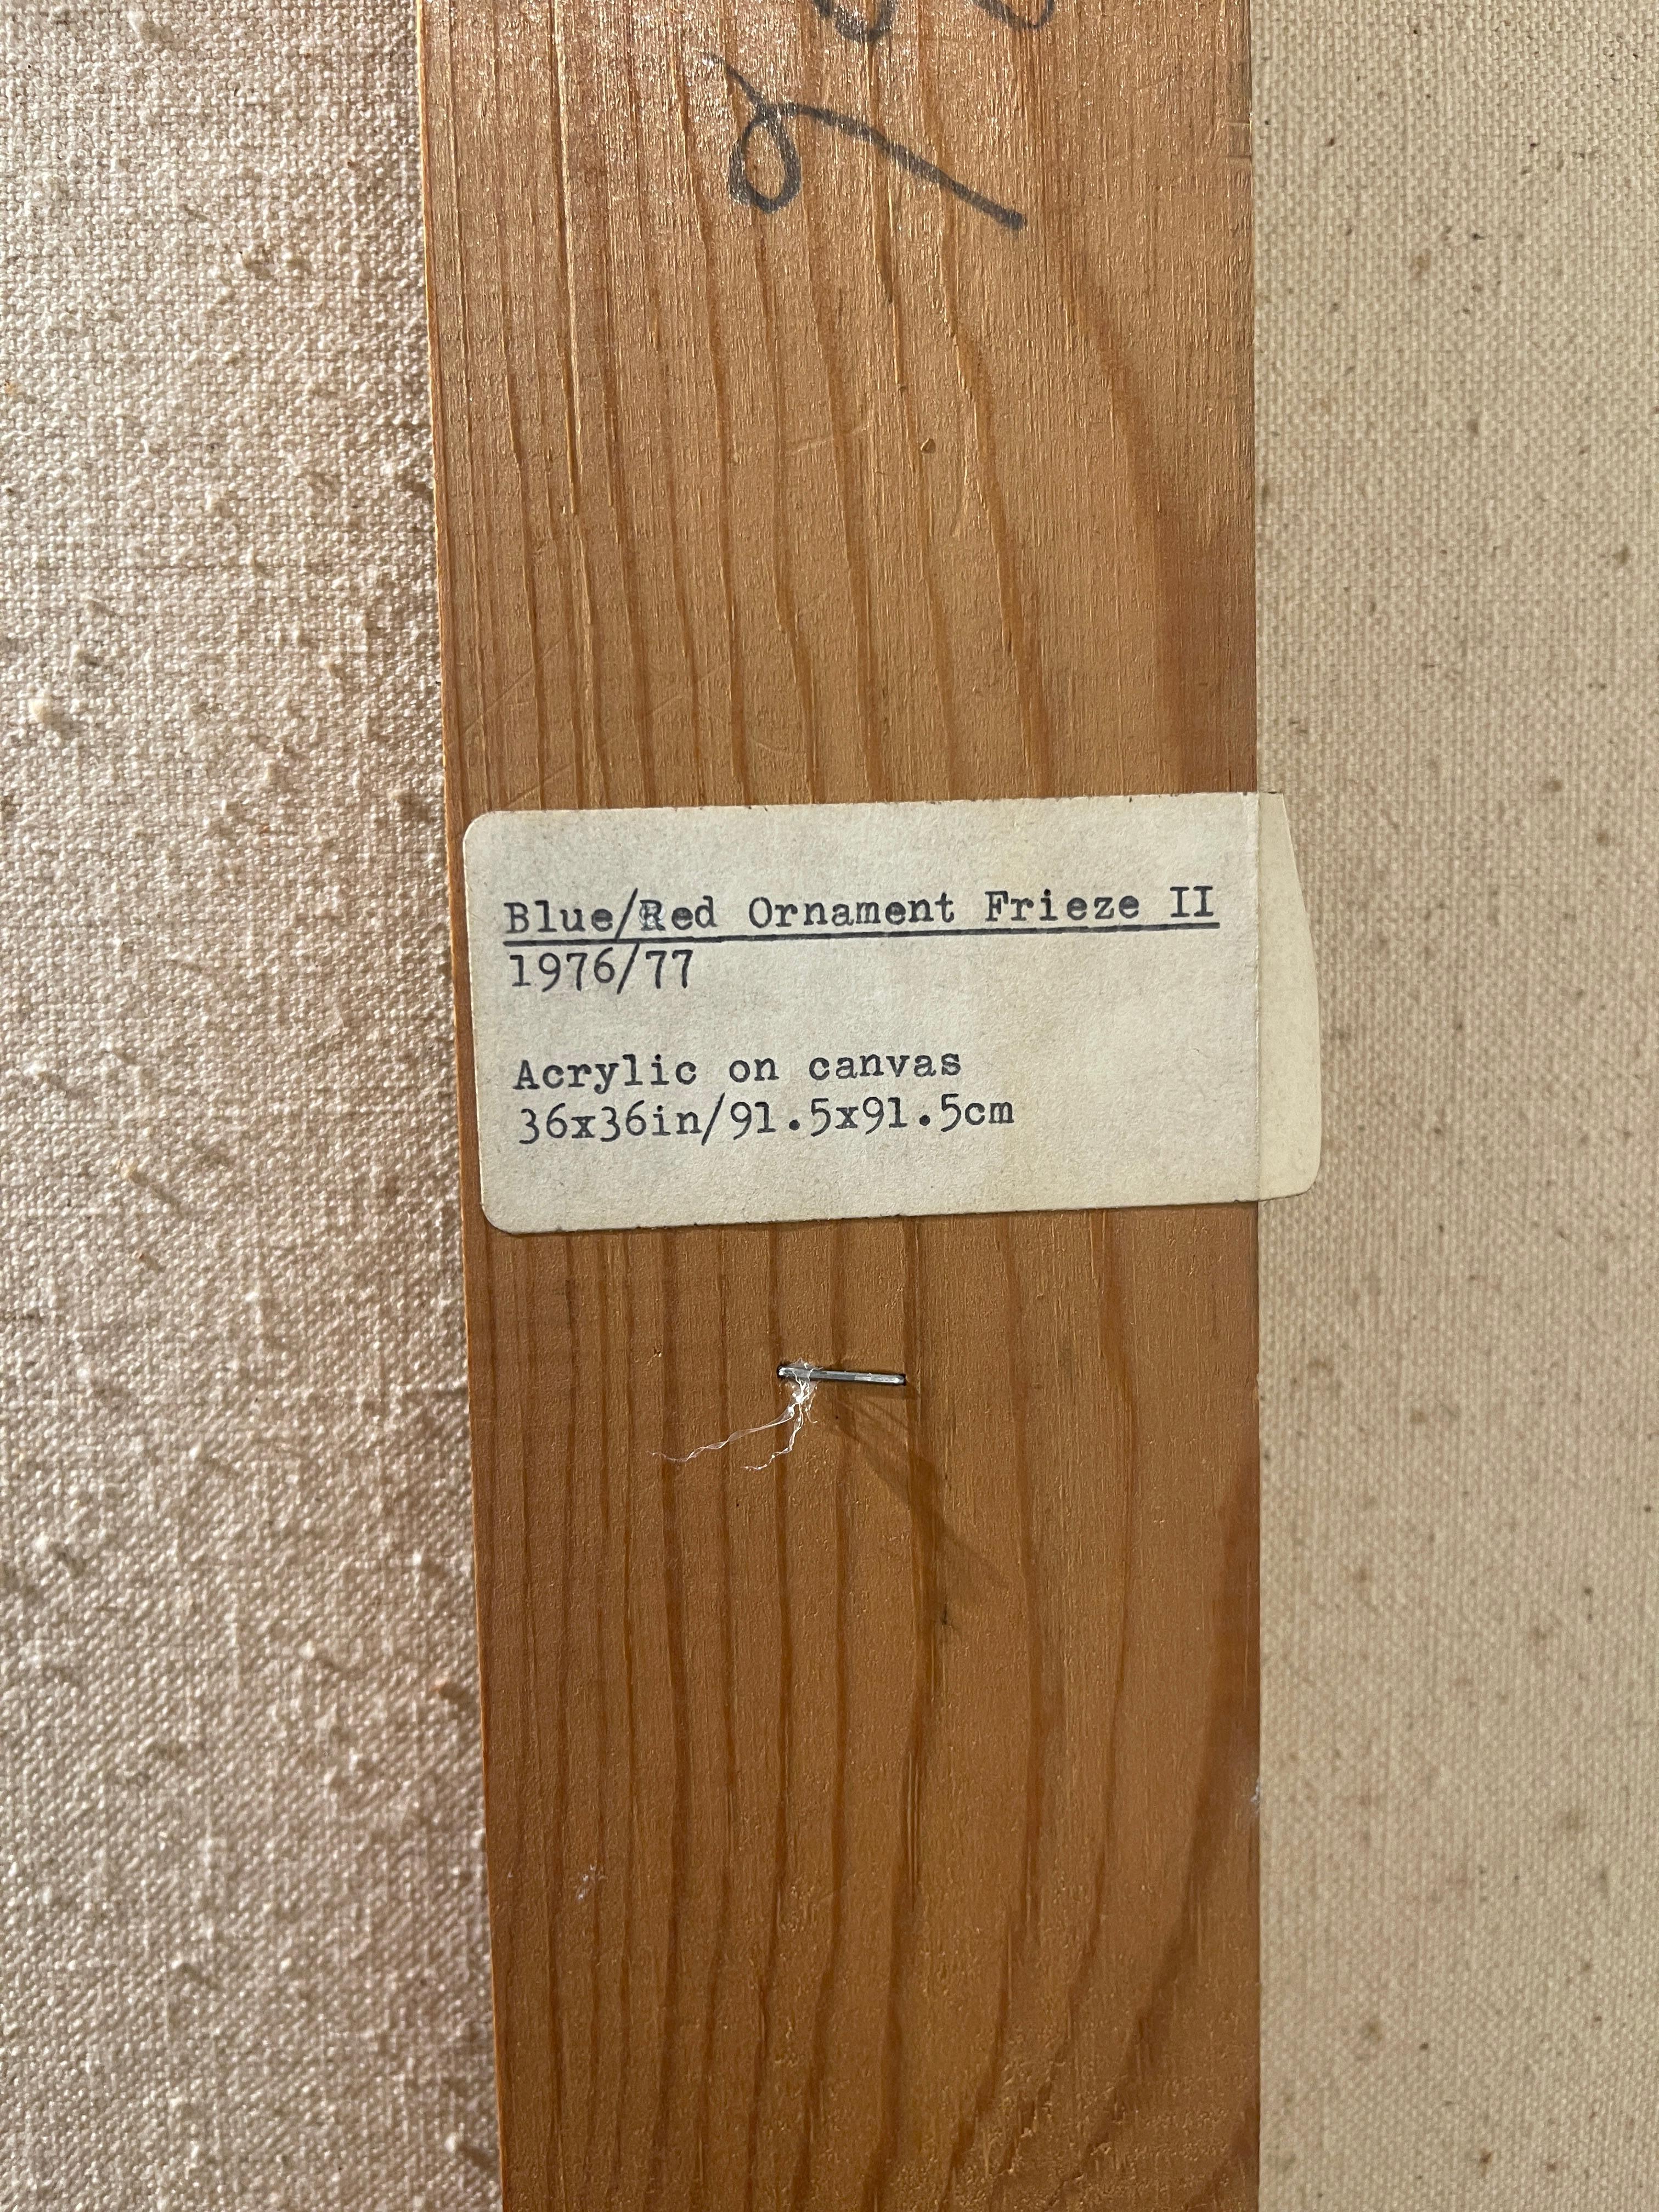 Blue/Red Ornament Frieze II
1976/77
Acrylic on canvas
36x36in/91.5x91.5cm